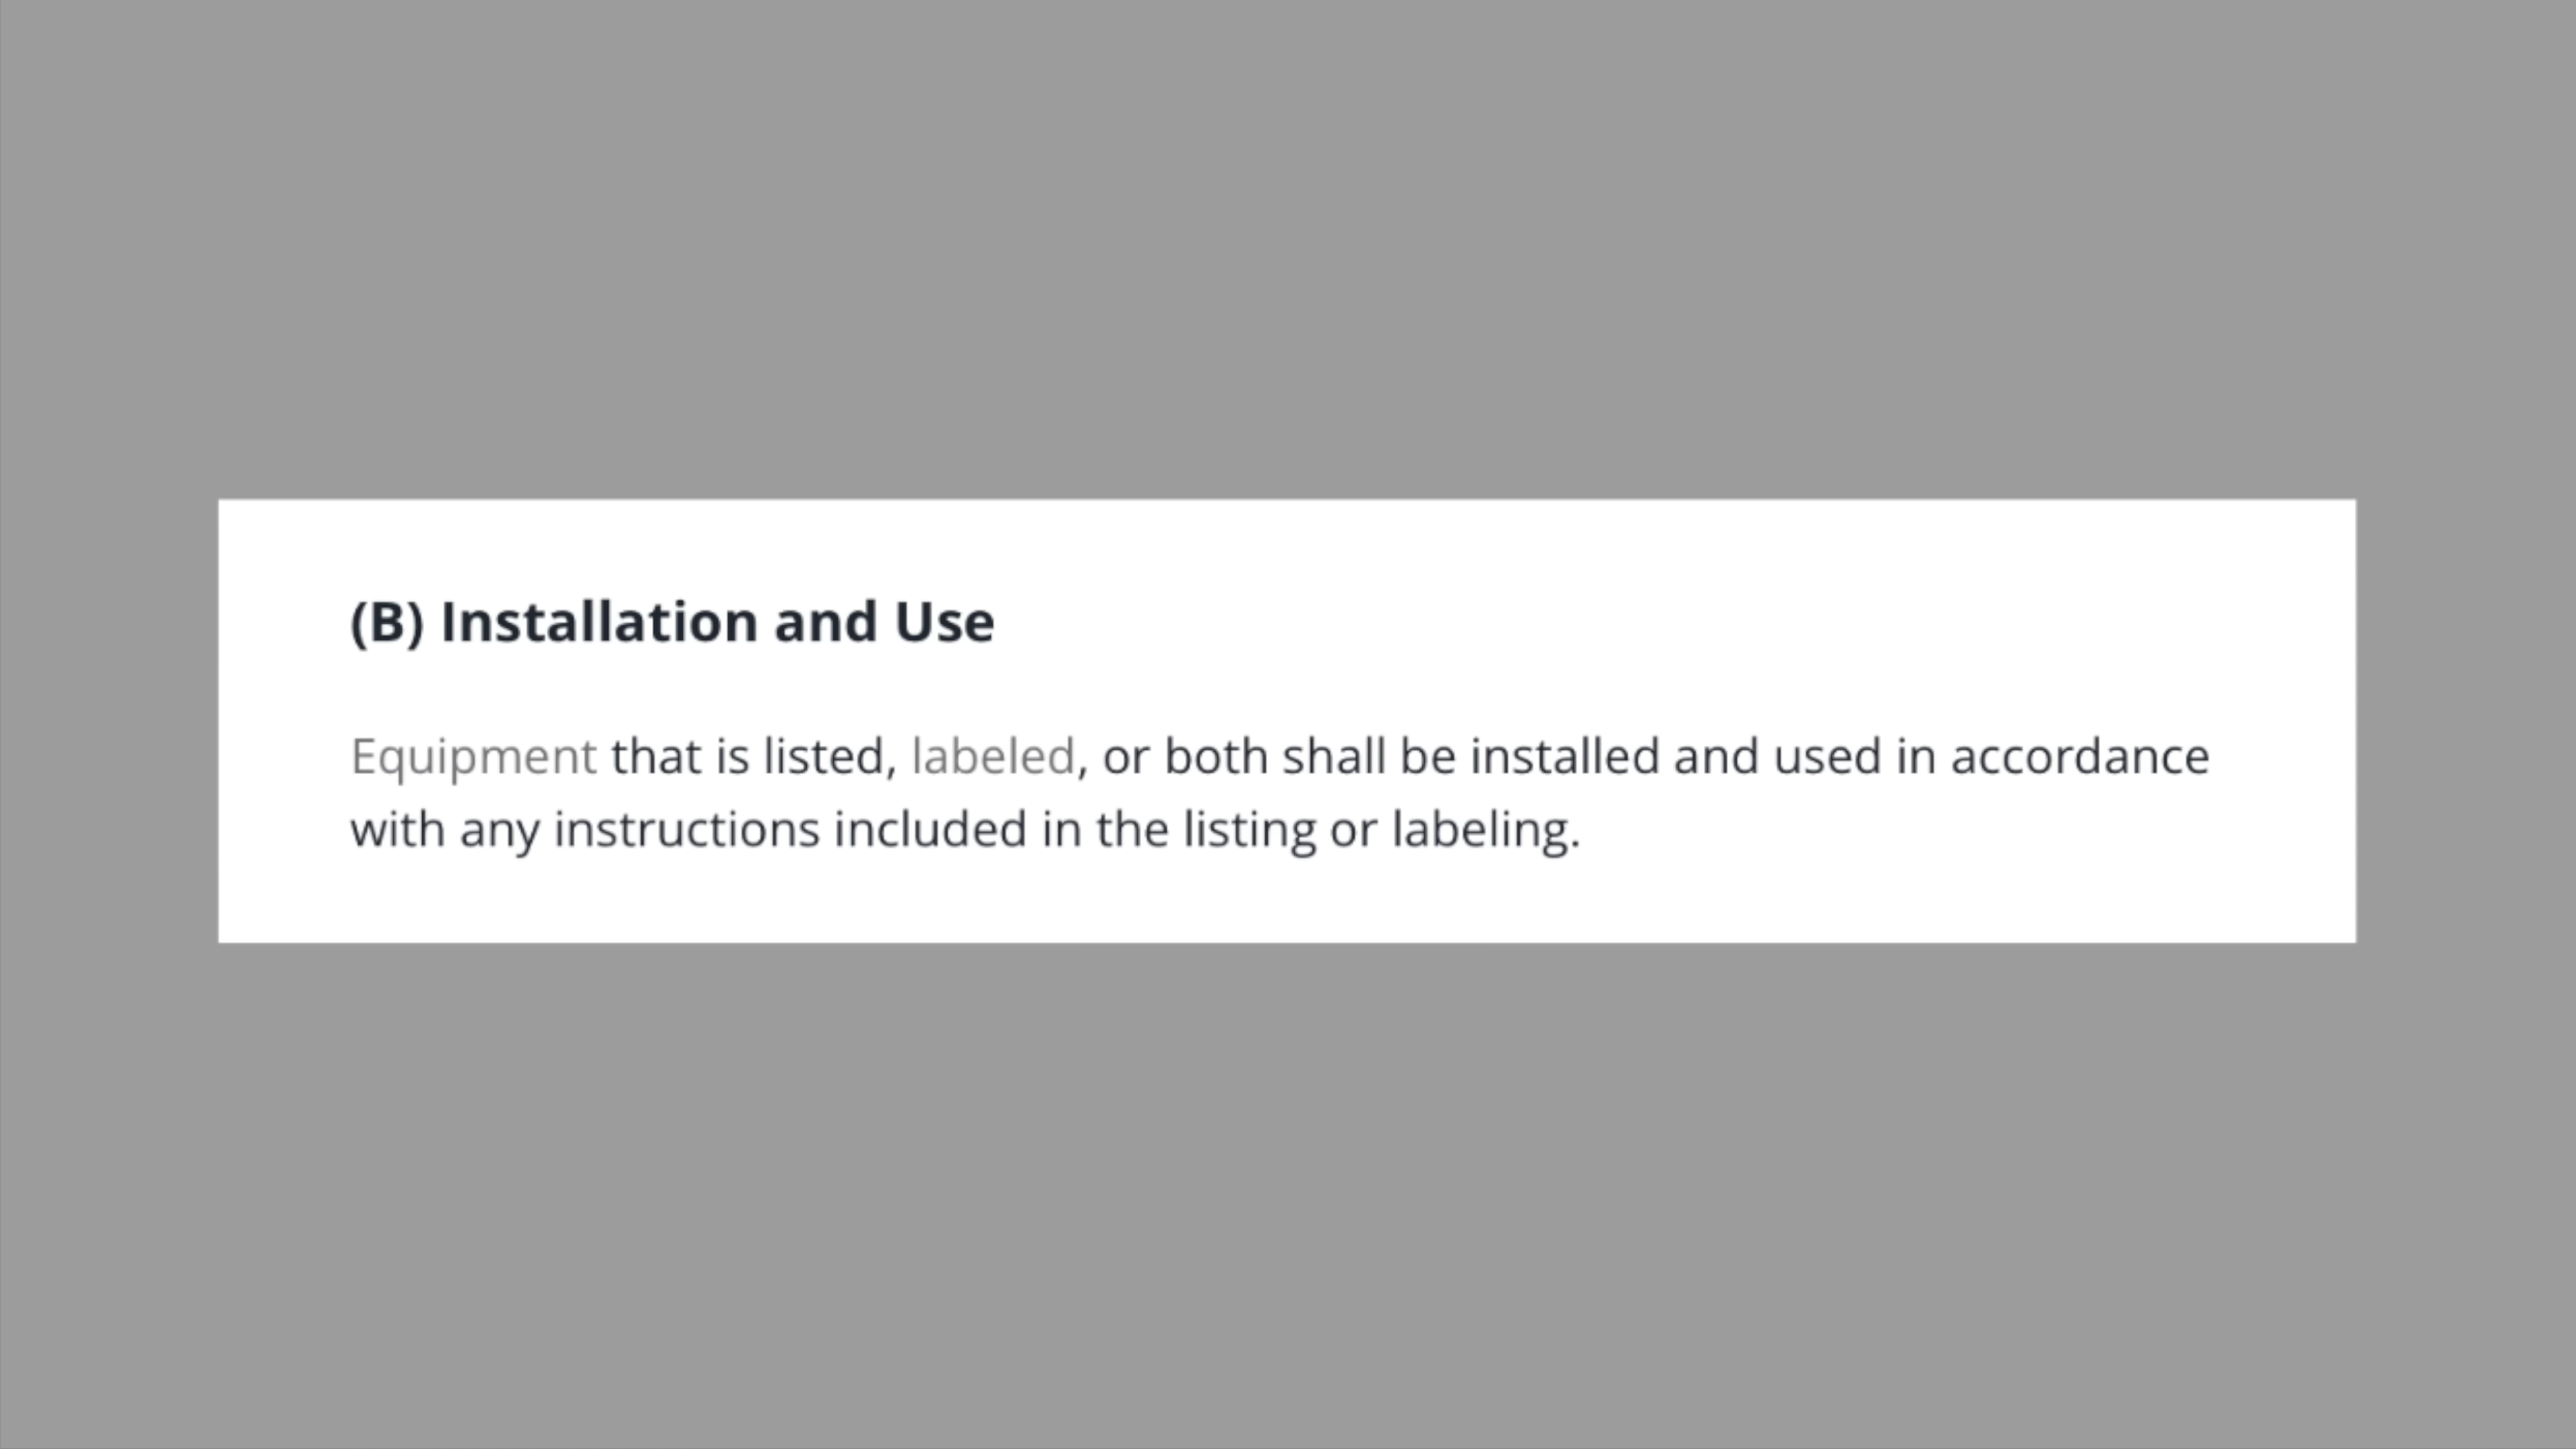 (B) Installation and Use
Equipment that is listed, labeled, or both shall be installed and used in accordance
with any instructions included in the listing or labeling.